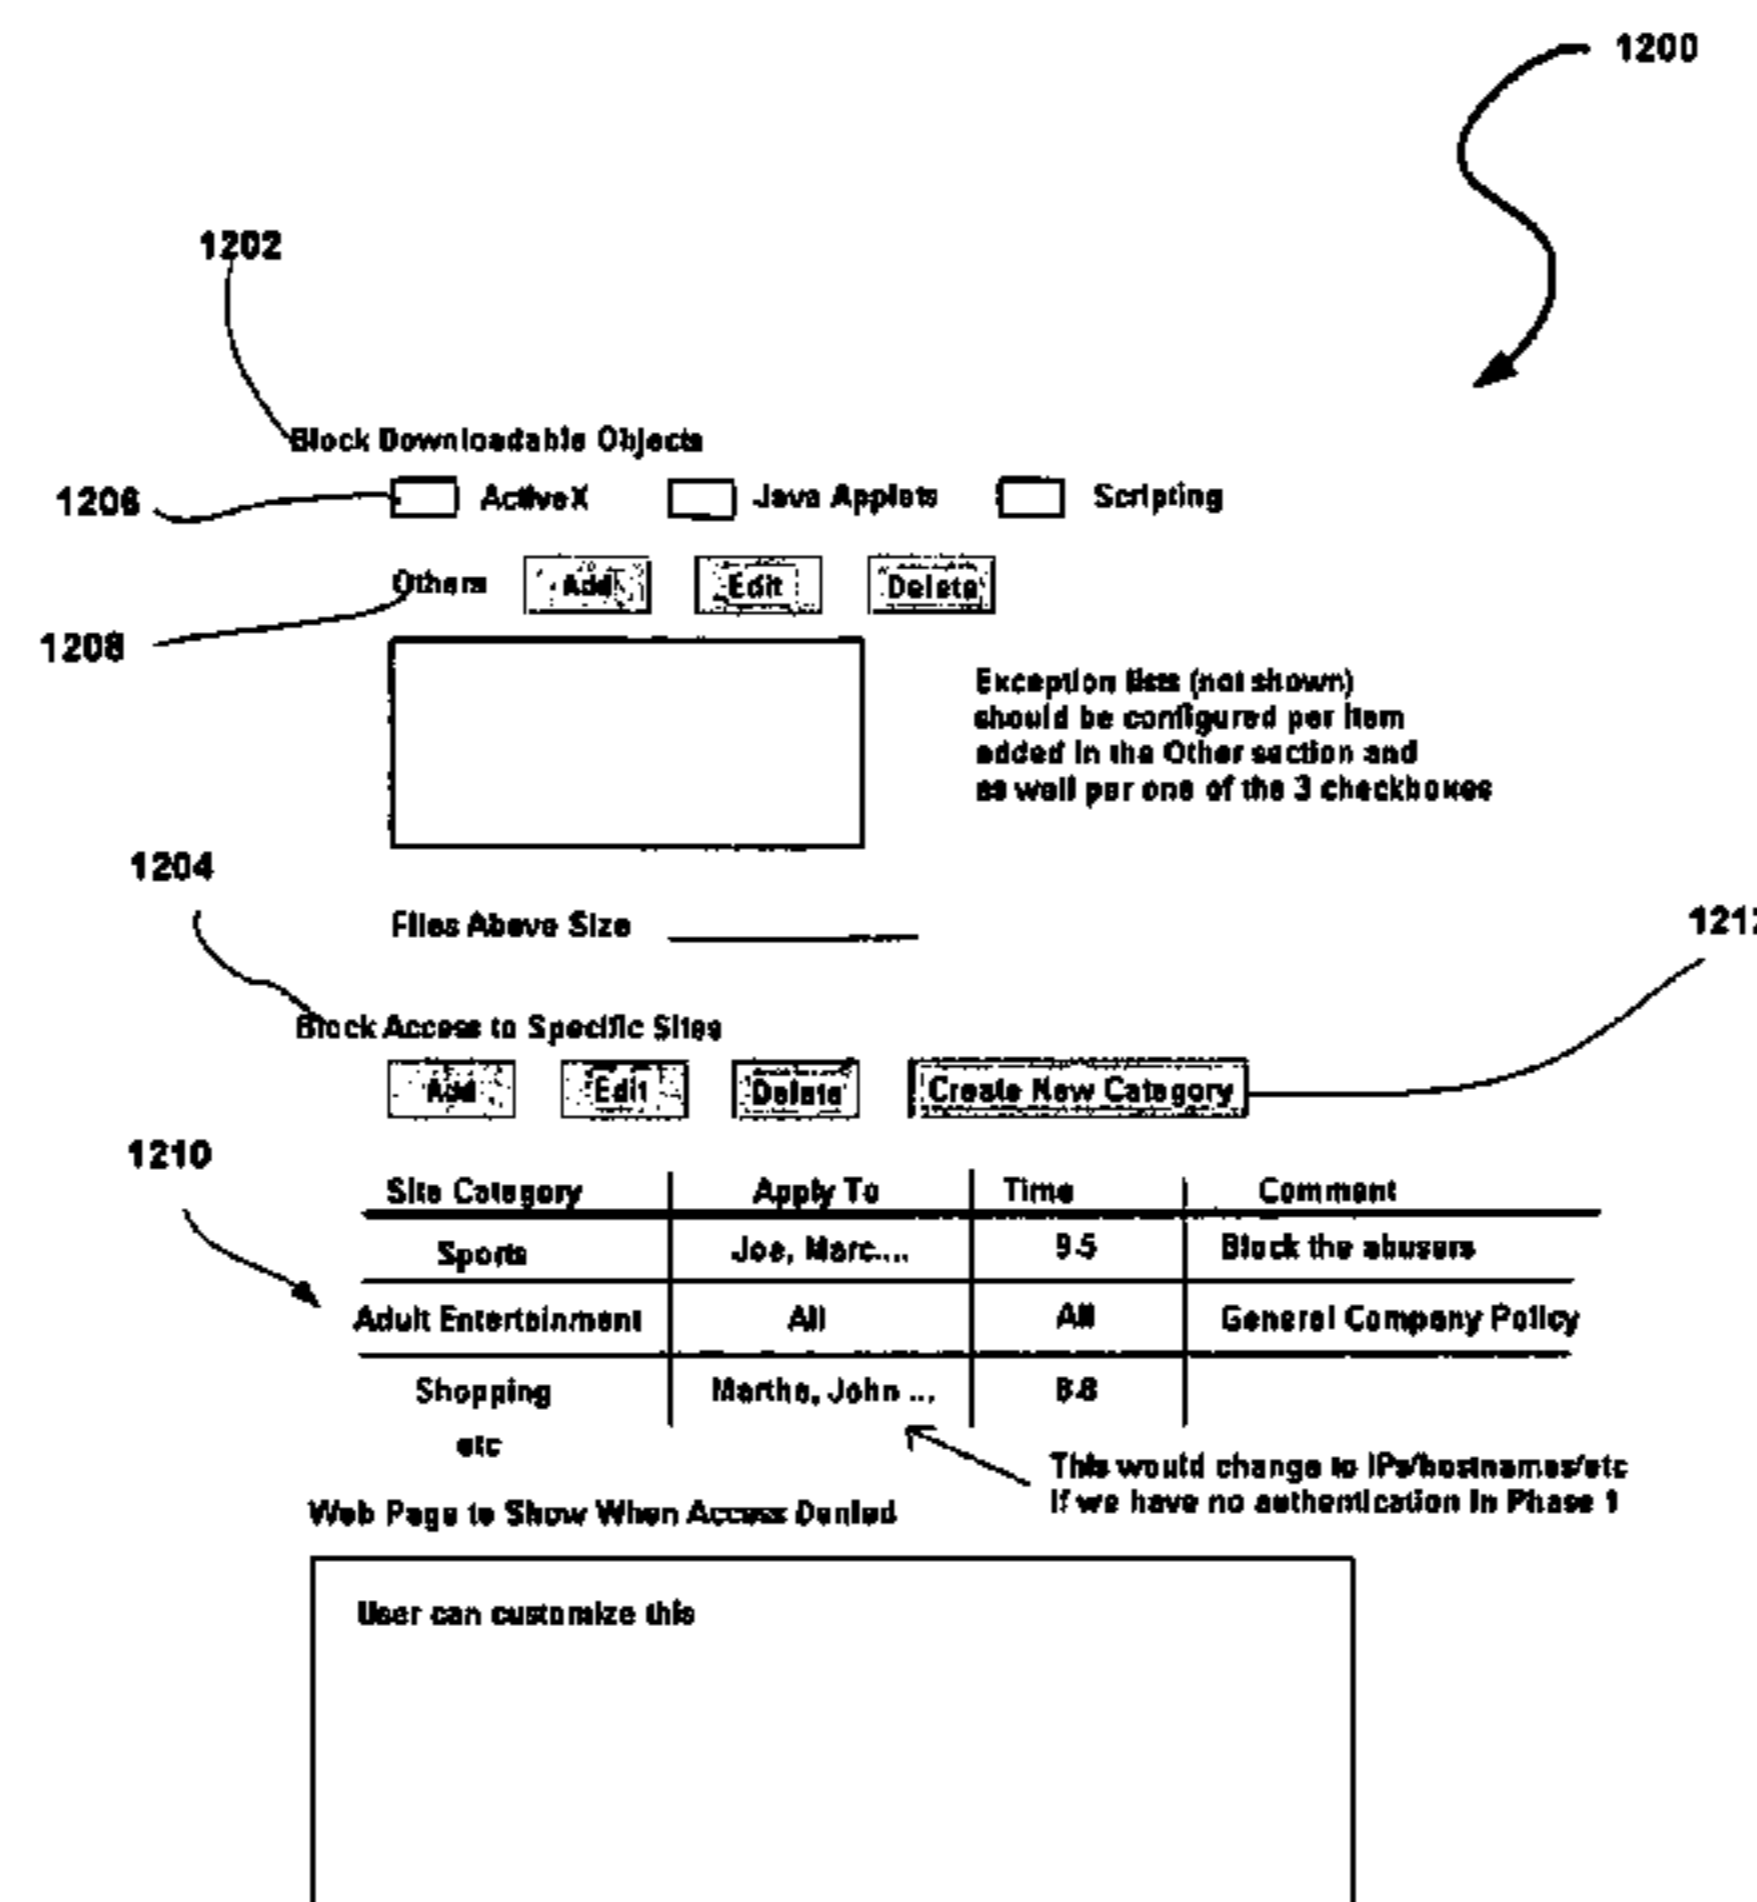 1200
1202
Block Downloadable Objects
1206 ActiveX Java Applets Scripting
Others Add Edit Delete
1208
Exception lists (not shown)
should be configured per item
added in the Other section and
as well per one of the 3 checkboxes
1204
Files Above Size
121
Block Access to Specific Sites
Add Edit Delete Create New Category
1210
Site Category Apply To Time Comment
Sports Joe, Marc.... 9-5 Block the abusers
Adult Entertainment All All General Company Policy
Shopping Martha, John ...
etc
This would change to IPs/hostnames/etc
if we have no authentication in Phase 1
Web Page to Show When Access Denied
User can customize this